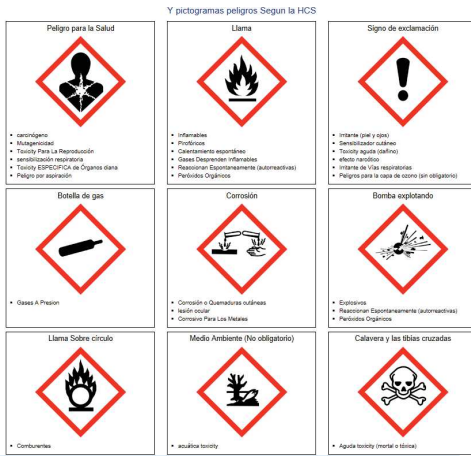 Y pictogramas peligros Segun la HCS
Peligro para la Salud
carcinógeno
Mutagenicidad
Toxicity Para La Reproducción
sensibilización respiratoria
Toxicity ESPECIFICA de Órganos diana
Peligro por aspiración
Llama
Inflamables
Pirofóricos
Calentamiento espontáneo
Gases Desprenden Inflamables
Reaccionan Espontaneamente (autorreactivas)
Peróxidos Orgánicos
Signo de exclamación
Irritante (piel y ojos)
Sensibilizador cutáneo
Toxicity aguda (dañino)
efecto narcótico
Irritante de Vías respiratorias
Peligros para la capa de ozono (sin obligatorio)
Botella de gas
Gases A Presion
Corrosión
Corrosión o Quemaduras cutáneas
lesión ocular
Corrosivo Para Los Metales
Bomba explotando
Explosivos
Reaccionan Espontaneamente (autorreactivas)
Peróxidos Orgánicos
Llama Sobre círculo
Comburentes
Medio Ambiente (No obligatorio)
acuática toxicity
Calavera y las tibias cruzadas
Aguda toxicity (mortal o tóxica)